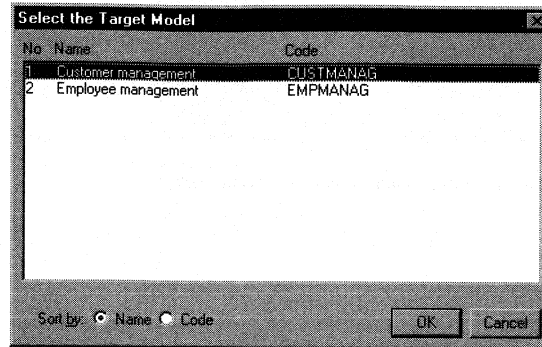 Select the Target Model
No Name Code
1 Customer management CUSTMANAG
2 Employee management EMPMANAG
Sort by: Name Code OK Cancel